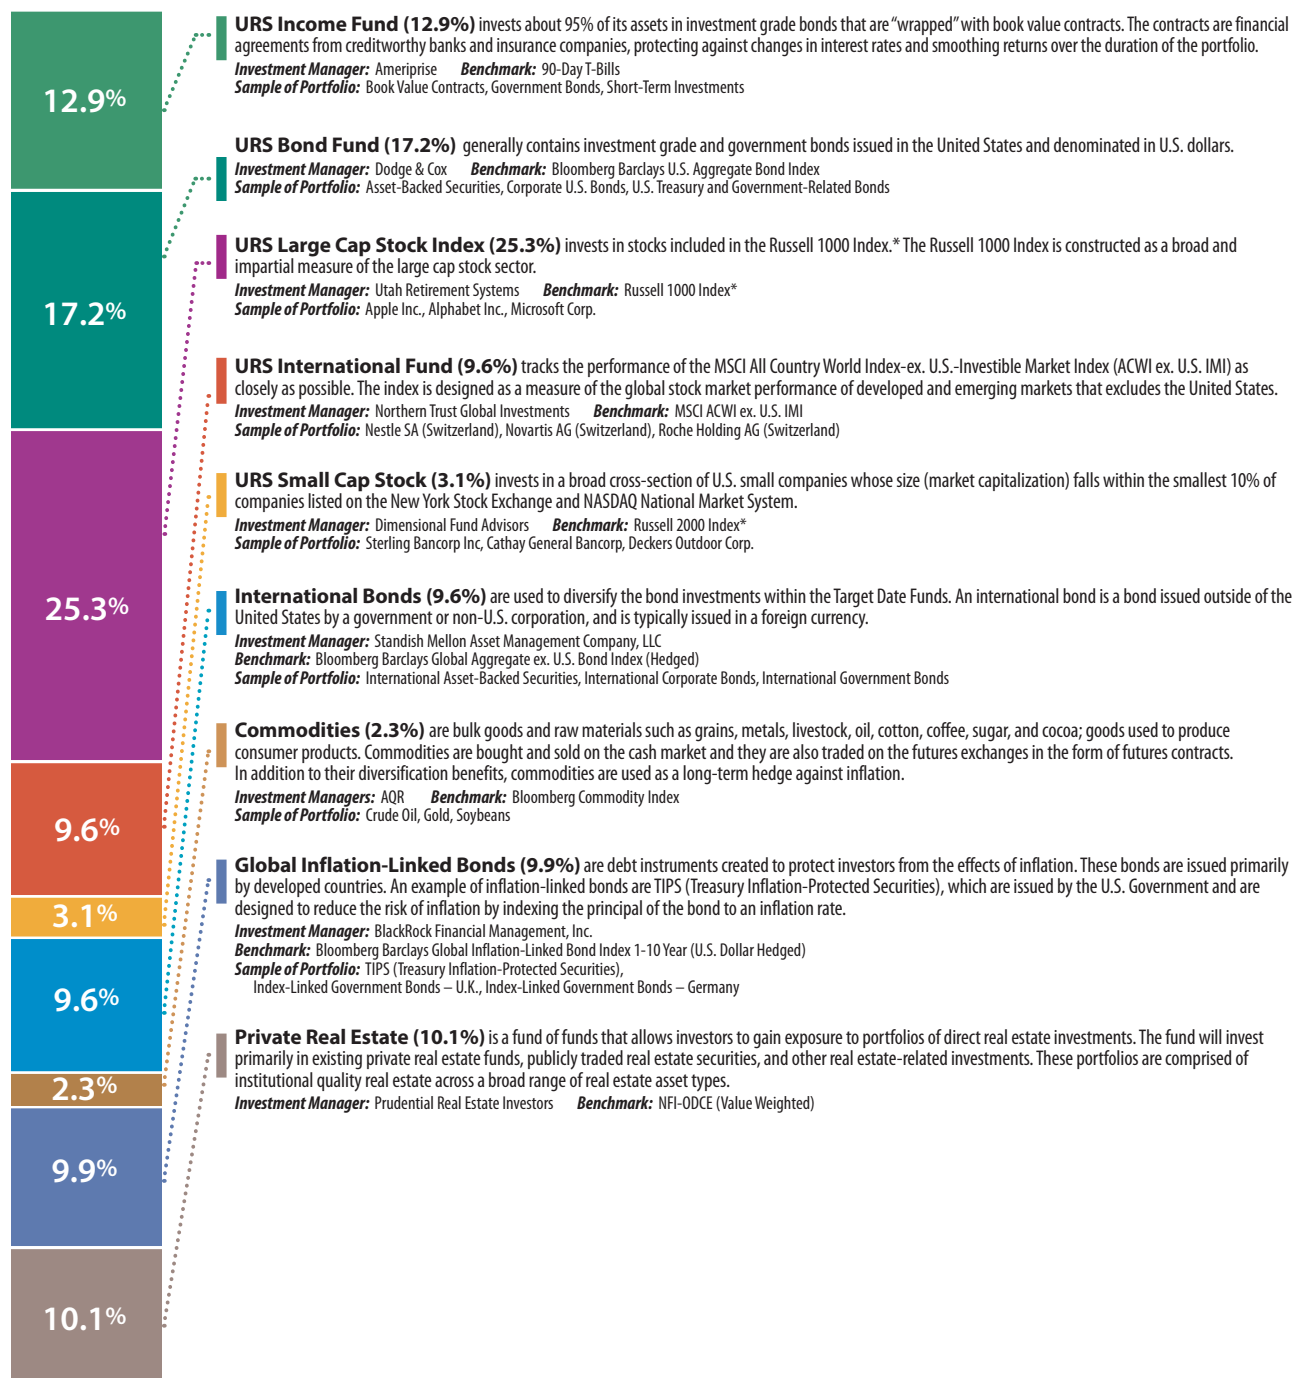 12.9%
URS Income Fund (12.9%) invests about 95% of its assets in investment grade bonds that are “wrapped” with book value contracts. The contracts are financial
agreements from creditworthy banks and insurance companies, protecting against changes in interest rates and smoothing returns over the duration of the portfolio.
Investment Manager: Ameriprise Benchmark: 90-Day T-Bills
Sample of Portfolio: Book Value Contracts, Government Bonds, Short-Term Investments
17.2%
URS Bond Fund (17.2%) generally contains investment grade and government bonds issued in the United States and denominated in U.S. dollars.
Investment Manager: Dodge & Cox Benchmark: Bloomberg Barclays U.S. Aggregate Bond Index
Sample of Portfolio: Asset-Backed Securities, Corporate U.S. Bonds, U.S. Treasury and Government-Related Bonds
25.3%
URS Large Cap Stock Index (25.3%) invests in stocks included in the Russell 1000 Index.* The Russell 1000 Index is constructed as a broad and
impartial measure of the large cap stock sector.
Investment Manager: Utah Retirement Systems Benchmark: Russell 1000 Index*
Sample of Portfolio: Apple Inc., Alphabet Inc., Microsoft Corp.
9.6%
URS International Fund (9.6%) tracks the performance of the MSCI All Country World Index-ex. U.S.-Investible Market Index (ACWI ex. U.S. IMI) as
closely as possible. The index is designed as a measure of the global stock market performance of developed and emerging markets that excludes the United States.
Investment Manager: Northern Trust Global Investments Benchmark: MSCI ACWI ex. U.S. IMI
Sample of Portfolio: Nestle SA (Switzerland), Novartis AG (Switzerland), Roche Holding AG (Switzerland)
3.1%
URS Small Cap Stock (3.1%) invests in a broad cross-section of U.S. small companies whose size (market capitalization) falls within the smallest 10% of
companies listed on the New York Stock Exchange and NASDAQ National Market System.
Investment Manager: Dimensional Fund Advisors Benchmark: Russell 2000 Index*
Sample of Portfolio: Sterling Bancorp Inc, Cathay General Bancorp, Deckers Outdoor Corp.
9.6%
International Bonds (9.6%) are used to diversify the bond investments within the Target Date Funds. An international bond is a bond issued outside of the
United States by a government or non-U.S. corporation, and is typically issued in a foreign currency.
Investment Manager: Standish Mellon Asset Management Company, LLC
Benchmark: Bloomberg Barclays Global Aggregate ex. U.S. Bond Index (Hedged)
Sample of Portfolio: International Asset-Backed Securities, International Corporate Bonds, International Government Bonds
2.3%
Commodities (2.3%) are bulk goods and raw materials such as grains, metals, livestock, oil, cotton, coffee, sugar, and cocoa; goods used to produce
consumer products. Commodities are bought and sold on the cash market and they are also traded on the futures exchanges in the form of futures contracts.
In addition to their diversification benefits, commodities are used as a long-term hedge against inflation.
Investment Managers: AQR Benchmark: Bloomberg Commodity Index
Sample of Portfolio: Crude Oil, Gold, Soybeans
9.9%
Global Inflation-Linked Bonds (9.9%) are debt instruments created to protect investors from the effects of inflation. These bonds are issued primarily
by developed countries. An example of inflation-linked bonds are TIPS (Treasury Inflation-Protected Securities), which are issued by the U.S. Government and are
designed to reduce the risk of inflation by indexing the principal of the bond to an inflation rate.
Investment Manager: BlackRock Financial Management, Inc.
Benchmark: Bloomberg Barclays Global Inflation-Linked Bond Index 1-10 Year (U.S. Dollar Hedged)
Sample of Portfolio: TIPS (Treasury Inflation-Protected Securities),
Index-Linked Government Bonds – U.K., Index-Linked Government Bonds – Germany
10.1%
Private Real Estate (10.1%) is a fund of funds that allows investors to gain exposure to portfolios of direct real estate investments. The fund will invest
primarily in existing private real estate funds, publicly traded real estate securities, and other real estate-related investments. These portfolios are comprised of
institutional quality real estate across a broad range of real estate asset types.
Investment Manager: Prudential Real Estate Investors Benchmark: NFI-ODCE (Value Weighted)